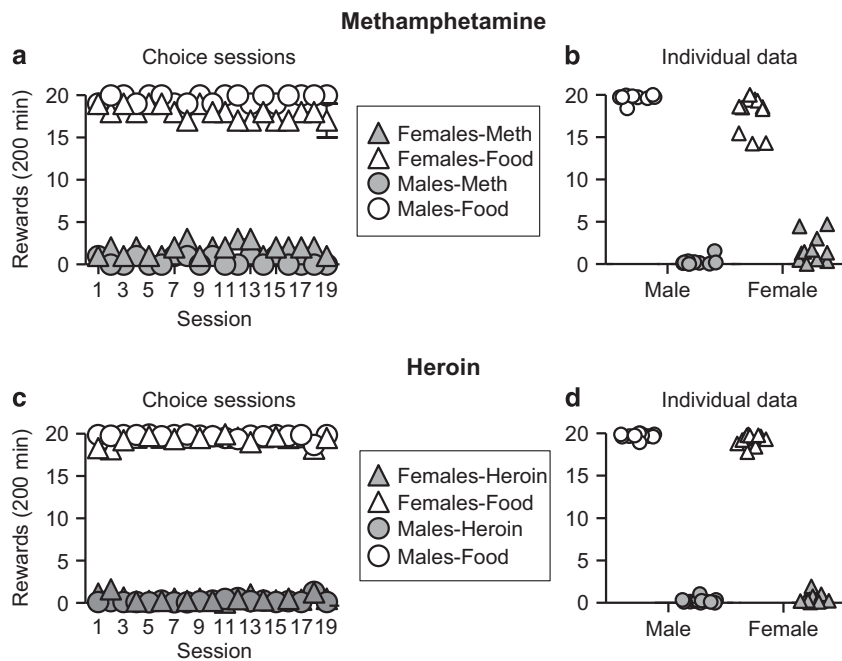 Methamphetamine
a
Choice sessions
Rewards (200 min)
20
15
10
5
0
1 3 5 7 9 11 13 15 17 19
Session
Females-Meth
Females-Food
Males-Meth
Males-Food
b
Individual data
20
15
10
5
0
Male Female
Heroin
c
Choice sessions
Rewards (200 min)
20
15
10
5
0
1 3 5 7 9 11 13 15 17 19
Session
Females-Heroin
Females-Food
Males-Heroin
Males-Food
d
Individual data
20
15
10
5
0
Male Female